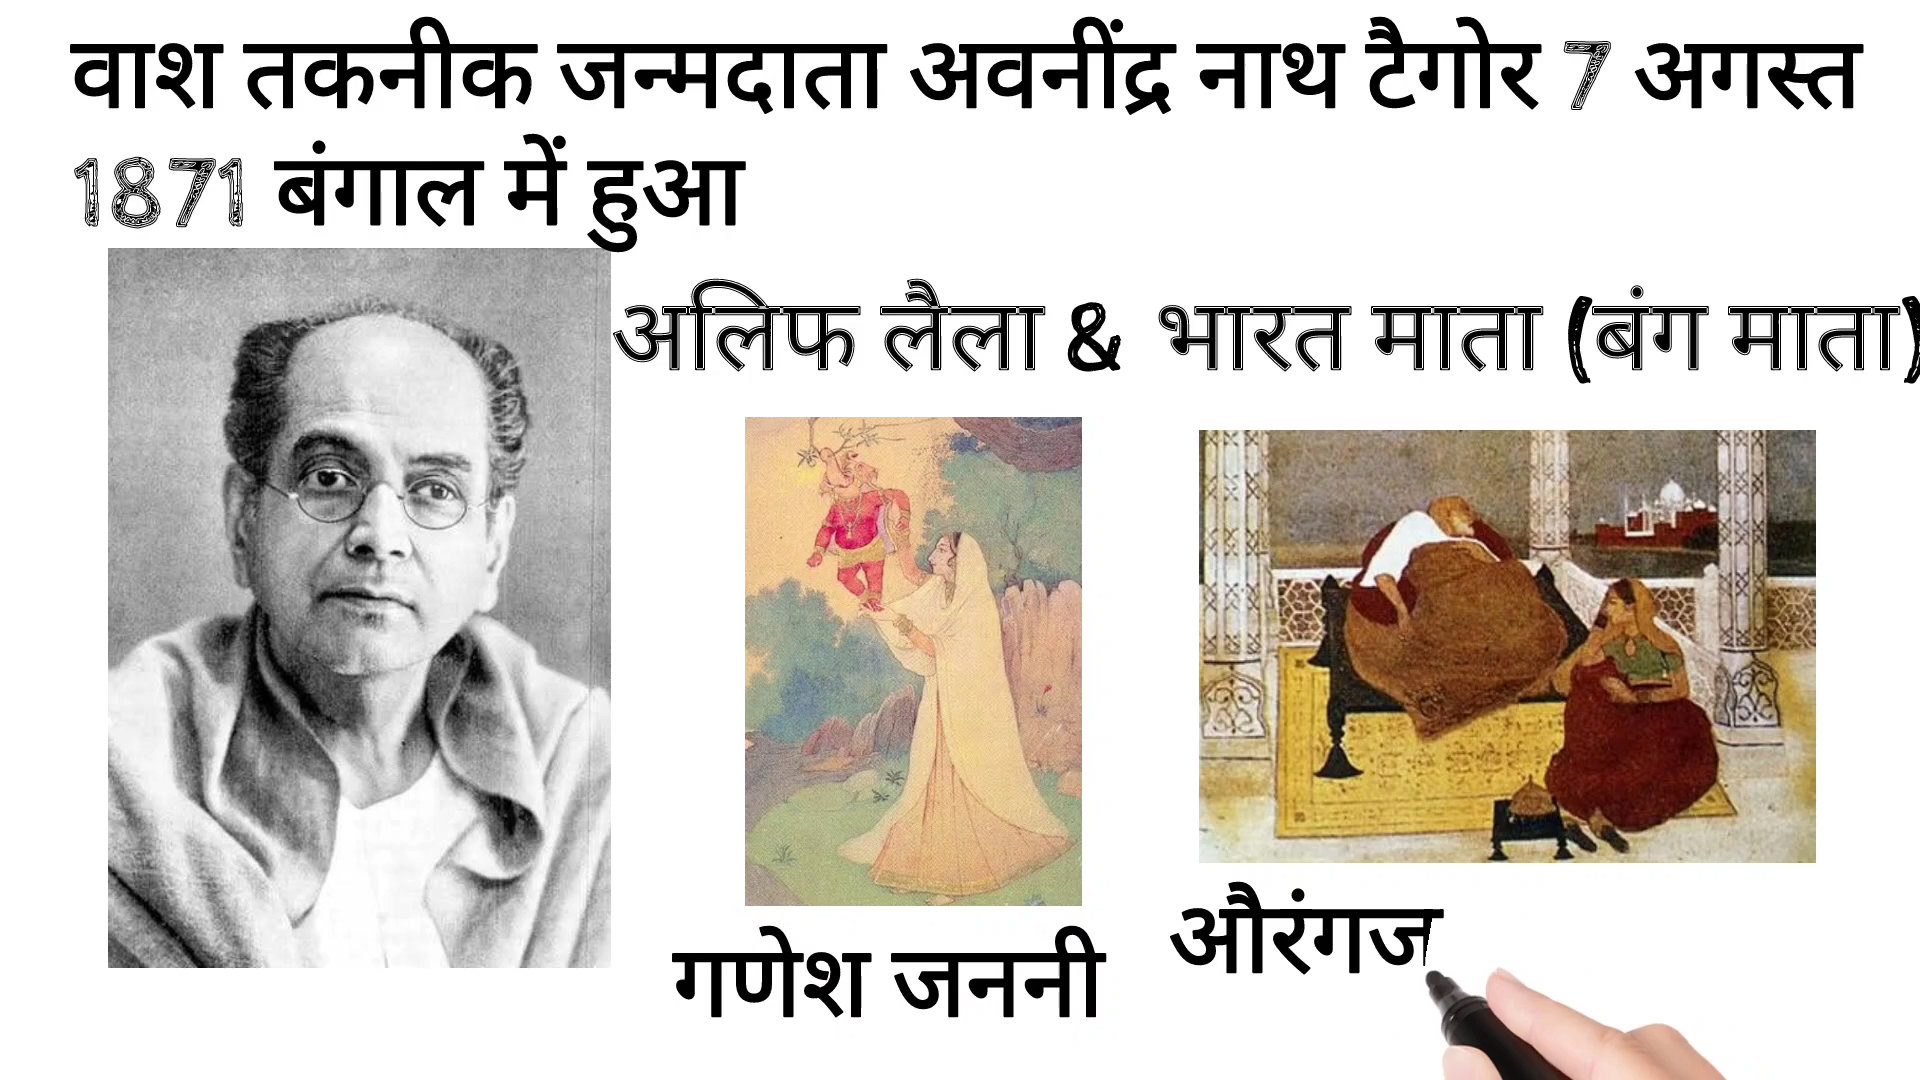 वाश तकनीक जन्मदाता अवनींद्र नाथ टैगोर 7 अगस्त
1871 बंगाल में हुआ
अलिफ लैला & भारत माता (बंग माता)
गणेश जननी
औरंगज